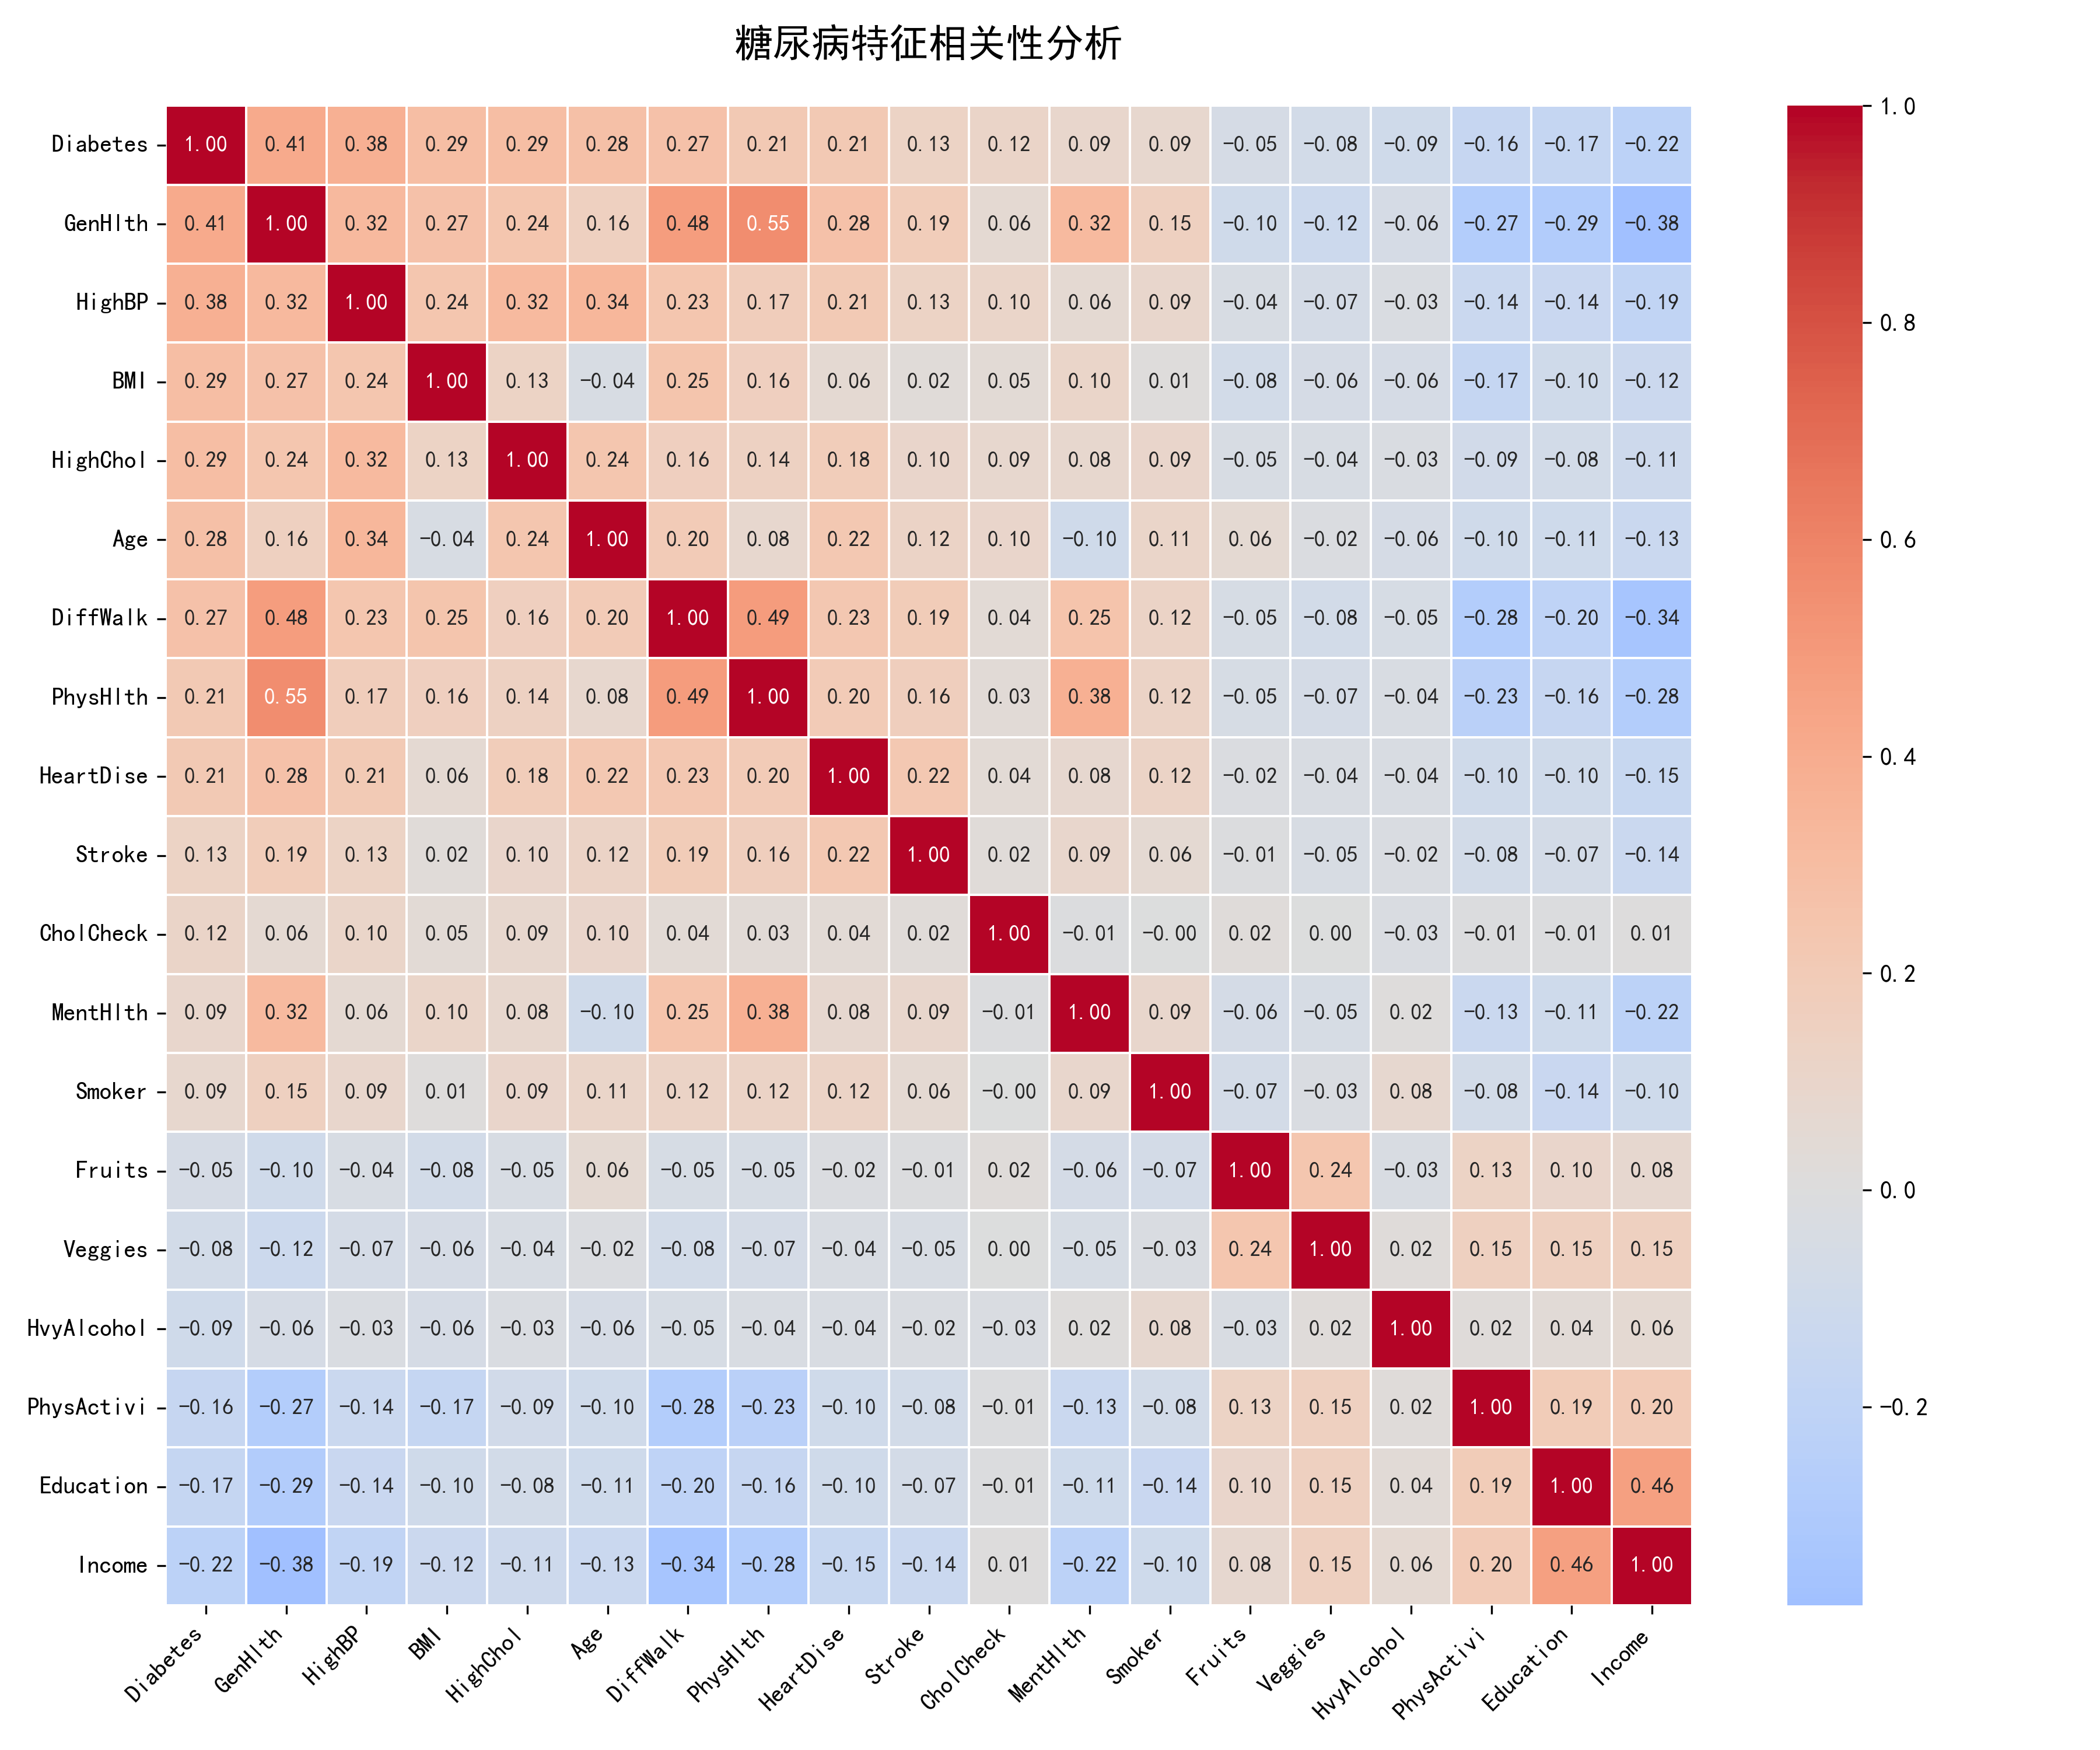 糖尿病特征相关性分析
Diabetes 1.00 0.41 0.38 0.29 0.29 0.28 0.27 0.21 0.21 0.13 0.12 0.09 0.09 -0.05 -0.08 -0.09 -0.16 -0.17 -0.22
GenHlth 0.41 1.00 0.32 0.27 0.24 0.16 0.48 0.55 0.28 0.19 0.06 0.32 0.15 -0.10 -0.12 -0.06 -0.27 -0.29 -0.38
HighBP 0.38 0.32 1.00 0.24 0.32 0.34 0.23 0.17 0.21 0.13 0.10 0.06 0.09 -0.04 -0.07 -0.03 -0.14 -0.14 -0.19
BMI 0.29 0.27 0.24 1.00 0.13 -0.04 0.25 0.16 0.06 0.02 0.05 0.10 0.01 -0.08 -0.06 -0.06 -0.17 -0.10 -0.12
HighChol 0.29 0.24 0.32 0.13 1.00 0.24 0.16 0.14 0.18 0.10 0.09 0.08 0.09 -0.05 -0.04 -0.03 -0.09 -0.08 -0.11
Age 0.28 0.16 0.34 -0.04 0.24 1.00 0.20 0.08 0.22 0.12 0.10 -0.10 0.11 0.06 -0.02 -0.06 -0.10 -0.11 -0.13
DiffWalk 0.27 0.48 0.23 0.25 0.16 0.20 1.00 0.49 0.23 0.19 0.04 0.25 0.12 -0.05 -0.08 -0.05 -0.28 -0.20 -0.34
PhysHlth 0.21 0.55 0.17 0.16 0.14 0.08 0.49 1.00 0.20 0.16 0.03 0.38 0.12 -0.05 -0.07 -0.04 -0.23 -0.16 -0.28
HeartDise 0.21 0.28 0.21 0.06 0.18 0.22 0.23 0.20 1.00 0.22 0.04 0.08 0.12 -0.02 -0.04 -0.04 -0.10 -0.10 -0.15
Stroke 0.13 0.19 0.13 0.02 0.10 0.12 0.19 0.16 0.22 1.00 0.02 0.09 0.06 -0.01 -0.05 -0.02 -0.08 -0.07 -0.14
CholCheck 0.12 0.06 0.10 0.05 0.09 0.10 0.04 0.03 0.04 0.02 1.00 -0.01 -0.00 0.02 0.00 -0.03 -0.01 -0.01 0.01
MentHlth 0.09 0.32 0.06 0.10 0.08 -0.10 0.25 0.38 0.08 0.09 -0.01 1.00 0.09 -0.06 -0.05 0.02 -0.13 -0.11 -0.22
Smoker 0.09 0.15 0.09 0.01 0.09 0.11 0.12 0.12 0.12 0.06 -0.00 0.09 1.00 -0.07 -0.03 0.08 -0.08 -0.14 -0.10
Fruits -0.05 -0.10 -0.04 -0.08 -0.05 0.06 -0.05 -0.05 -0.02 -0.01 0.02 -0.06 -0.07 1.00 0.24 -0.03 0.13 0.10 0.08
Veggies -0.08 -0.12 -0.07 -0.06 -0.04 -0.02 -0.08 -0.07 -0.04 -0.05 0.00 -0.05 -0.03 0.24 1.00 0.02 0.15 0.15 0.15
HvyAlcohol -0.09 -0.06 -0.03 -0.06 -0.03 -0.06 -0.05 -0.04 -0.04 -0.02 -0.03 0.02 0.08 -0.03 0.02 1.00 0.02 0.04 0.06
PhysActivi -0.16 -0.27 -0.14 -0.17 -0.09 -0.10 -0.28 -0.23 -0.10 -0.08 -0.01 -0.13 -0.08 0.13 0.15 0.02 1.00 0.19 0.20
Education -0.17 -0.29 -0.14 -0.10 -0.08 -0.11 -0.20 -0.16 -0.10 -0.07 -0.01 -0.11 -0.14 0.10 0.15 0.04 0.19 1.00 0.46
Income -0.22 -0.38 -0.19 -0.12 -0.11 -0.13 -0.34 -0.28 -0.15 -0.14 0.01 -0.22 -0.10 0.08 0.15 0.06 0.20 0.46 1.00
Diabetes GenHlth HighBP BMI HighChol Age DiffWalk PhysHlth HeartDise Stroke CholCheck MentHlth Smoker Fruits Veggies HvyAlcohol PhysActivi Education Income
1.0
0.8
0.6
0.4
0.2
0.0
-0.2